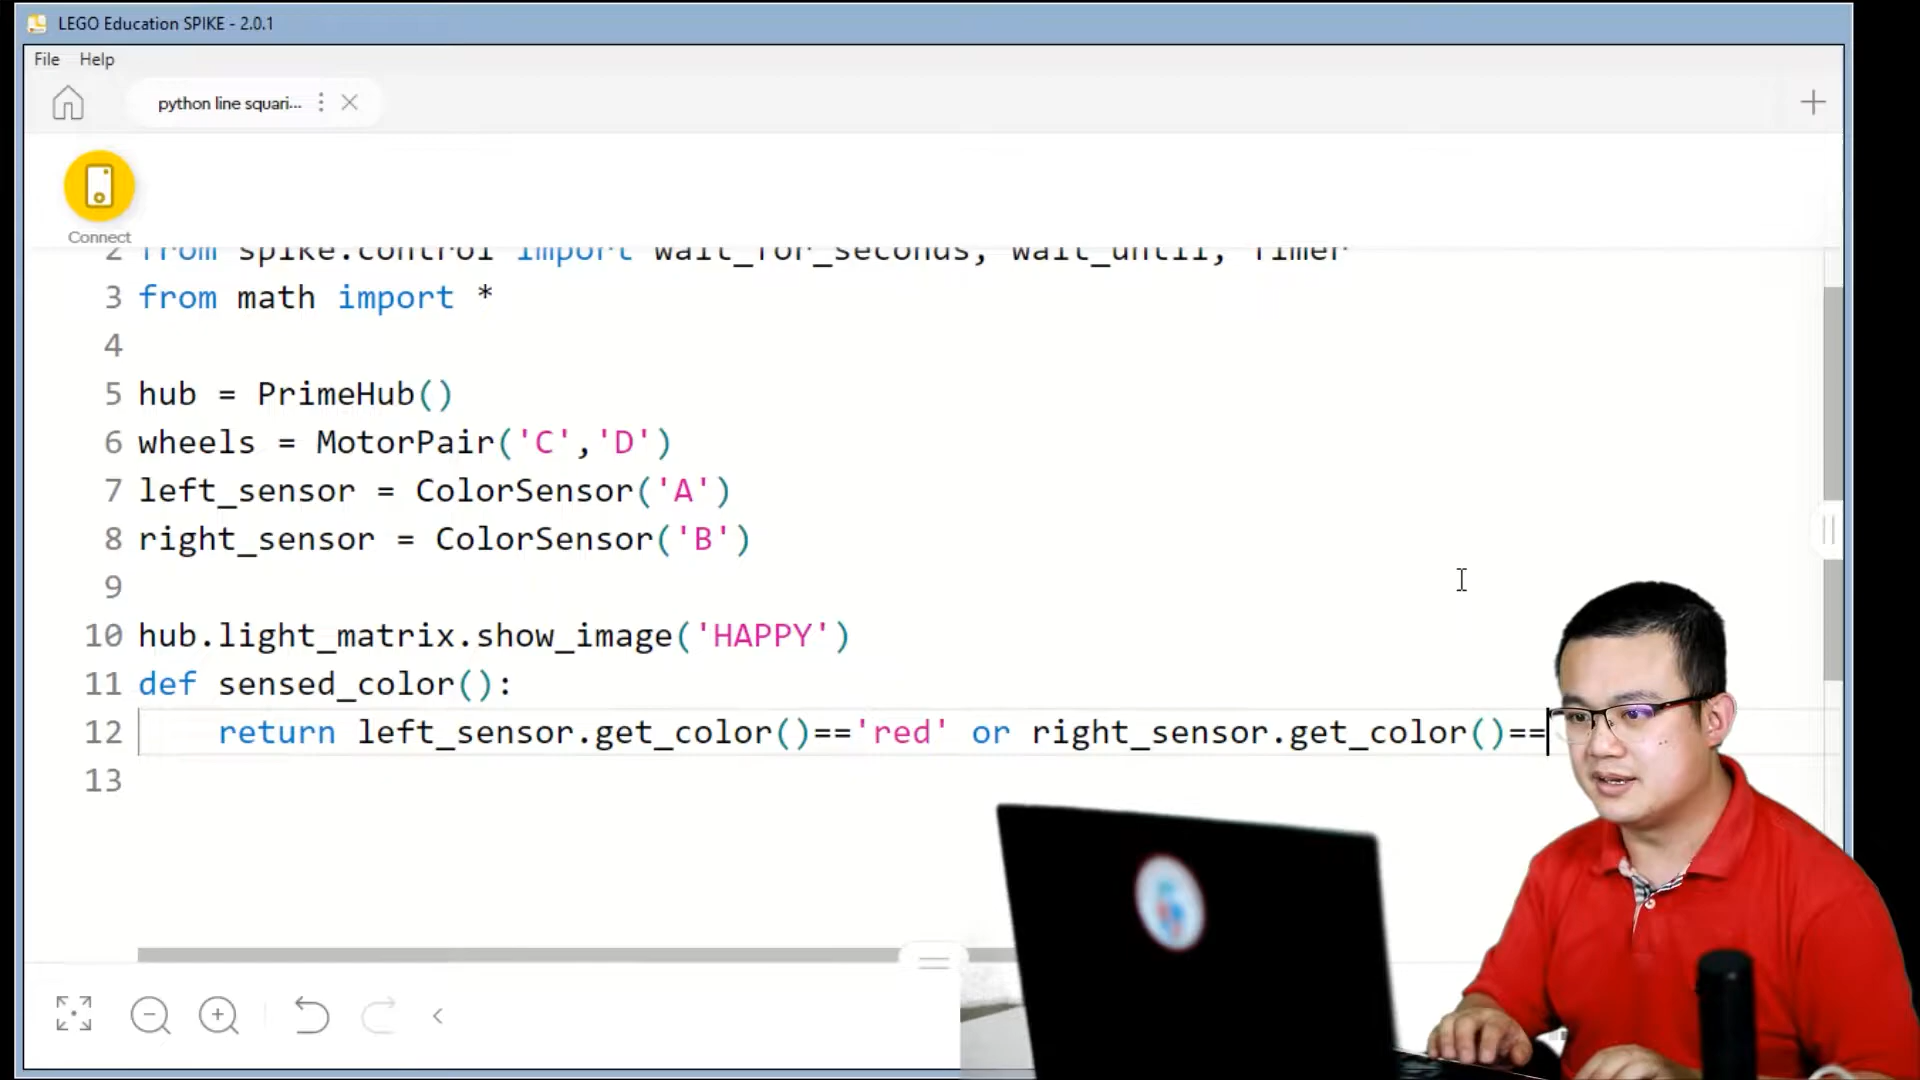 LEGO Education SPIKE - 2.0.1
File Help
python line squari...
Connect
2 from spike.control import wait_for_seconds, wait_until, Timer
3 from math import *
4
5 hub = PrimeHub()
6 wheels = MotorPair('C','D')
7 left_sensor = ColorSensor('A')
8 right_sensor = ColorSensor('B')
9
10 hub.light_matrix.show_image('HAPPY')
11 def sensed_color():
12 return left_sensor.get_color()=='red' or right_sensor.get_color()==
13